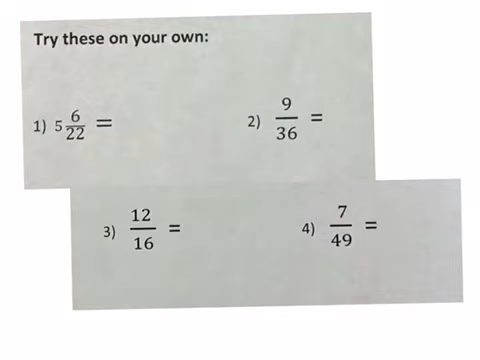 Try these on your own:
1) 5 6/22 =
2) 9/36 =
3) 12/16 =
4) 7/49 =